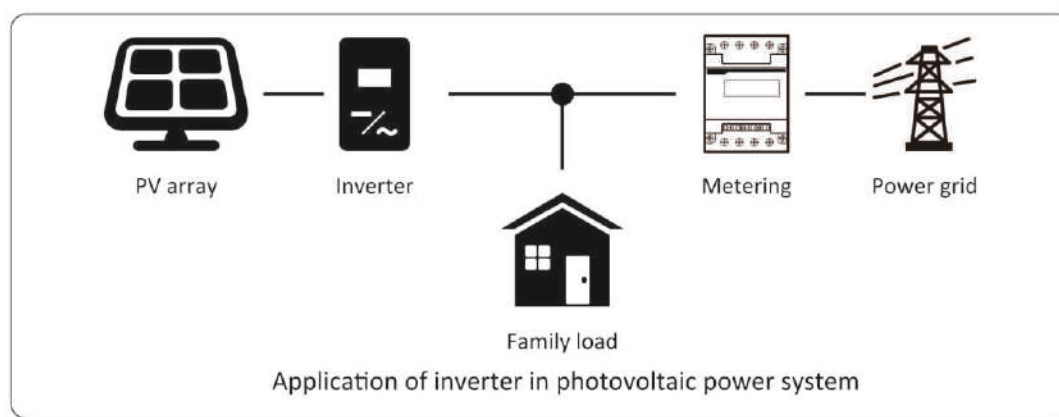 PV array
Inverter
Metering
Power grid
Family load
Application of inverter in photovoltaic power system